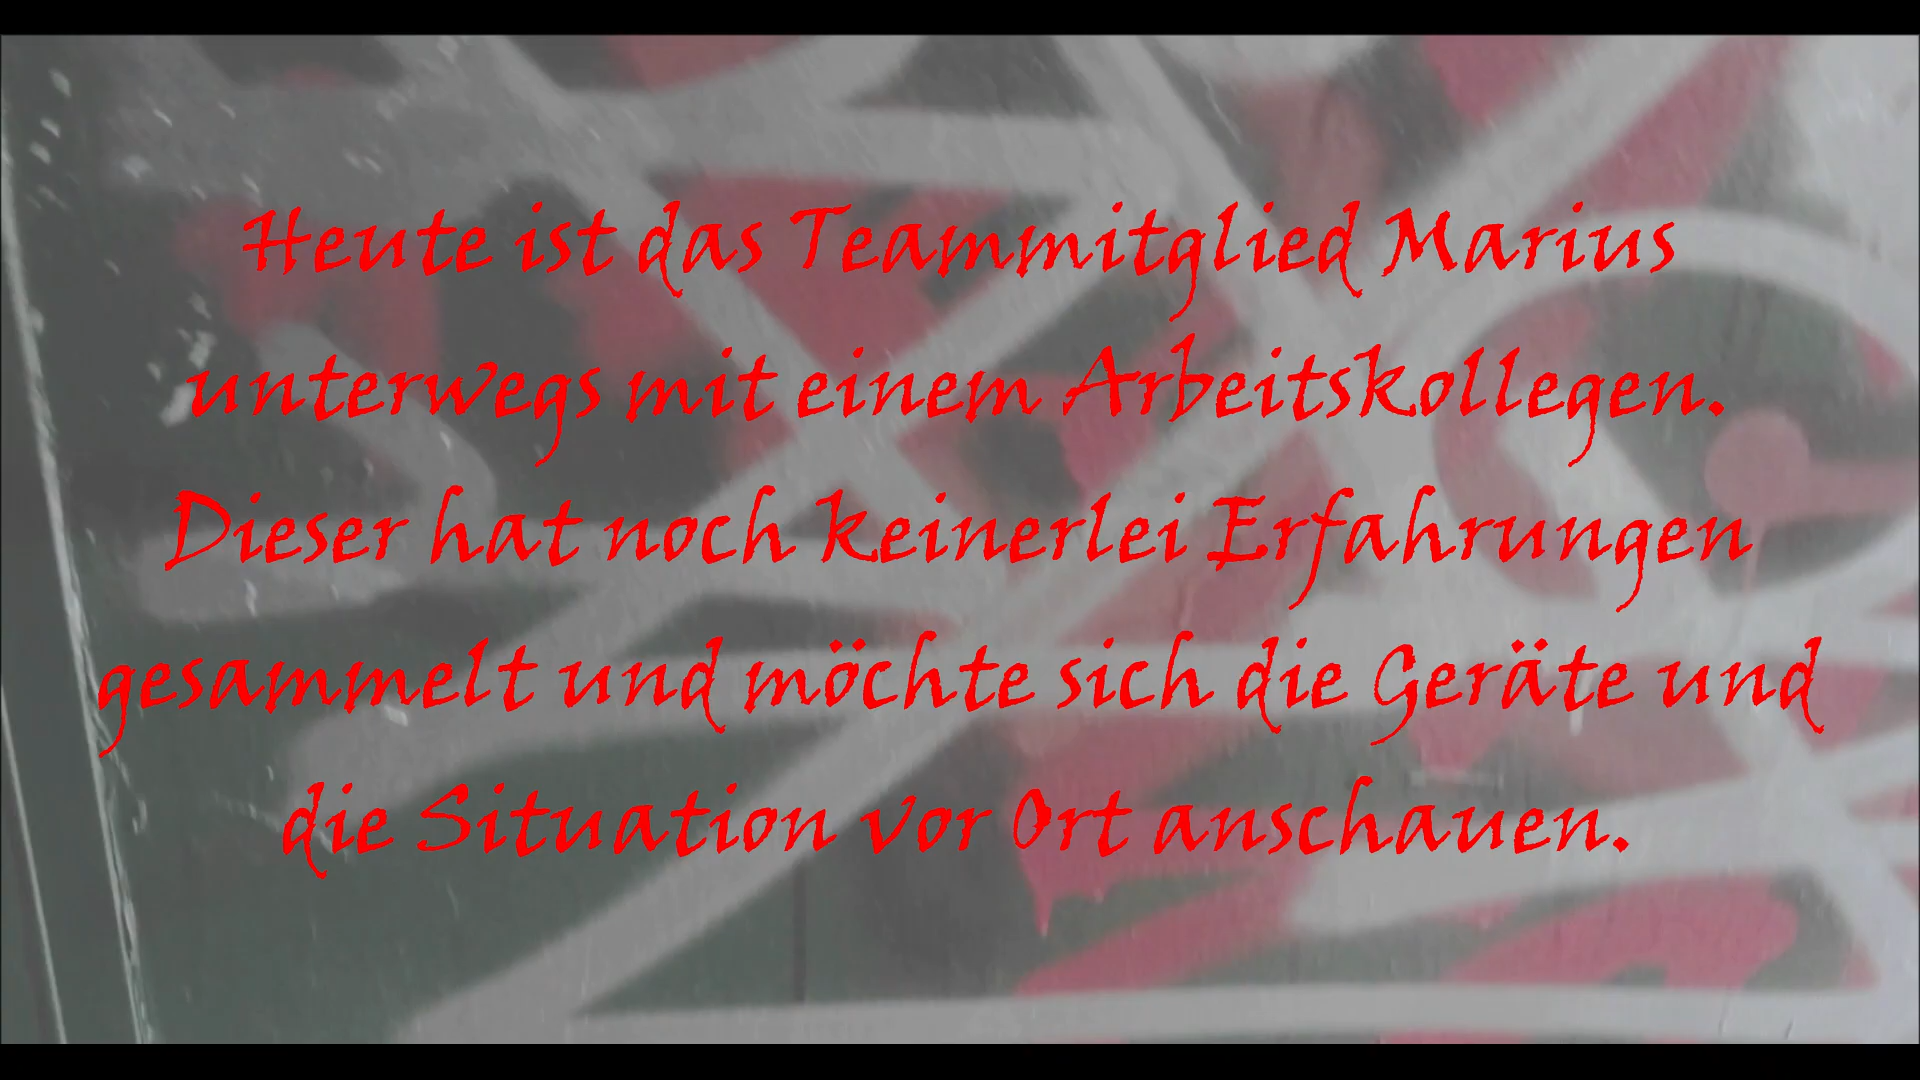 Heute ist das Teammitglied Marius
unterwegs mit einem Arbeitskollegen.
Dieser hat noch keinerlei Erfahrungen
gesammelt und möchte sich die Geräte und
die Situation vor Ort anschauen.